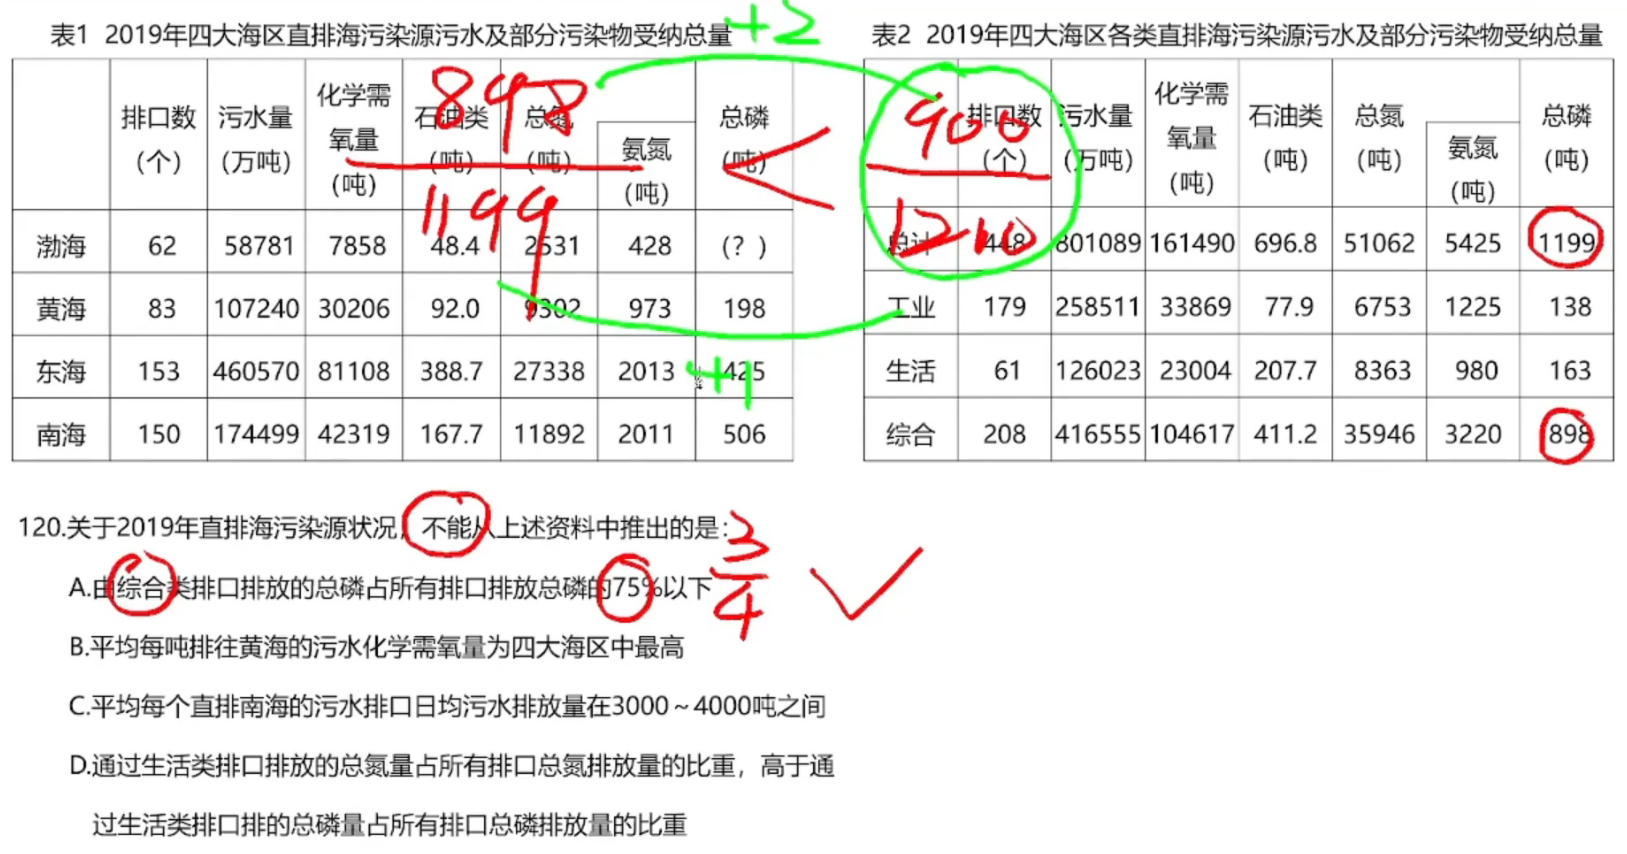 表1 2019年四大海区直排海污染源污水及部分污染物受纳总量
+2
表2 2019年四大海区各类直排海污染源污水及部分污染物受纳总量
排口数（个） 污水量（万吨） 化学需氧量（吨） 石油类（吨） 总氮（吨） 氨氮（吨） 总磷（吨）
渤海 62 58781 7858 48.4 2531 428 （?）
黄海 83 107240 30206 92.0 9302 973 198
东海 153 460570 81108 388.7 27338 2013 425
南海 150 174499 42319 167.7 11892 2011 506
898
1199
<
900
1200
+1
排口数（个） 污水量（万吨） 化学需氧量（吨） 石油类（吨） 总氮（吨） 氨氮（吨） 总磷（吨）
总计 448 801089 161490 696.8 51062 5425 1199
工业 179 258511 33869 77.9 6753 1225 138
生活 61 126023 23004 207.7 8363 980 163
综合 208 416555 104617 411.2 35946 3220 898
120.关于2019年直排海污染源状况，不能从上述资料中推出的是：
A.由综合类排口排放的总磷占所有排口排放总磷的75%以下
3
4
B.平均每吨排往黄海的污水化学需氧量为四大海区中最高
C.平均每个直排南海的污水排口日均污水排放量在3000～4000吨之间
D.通过生活类排口排放的总氮量占所有排口总氮排放量的比重，高于通
过生活类排口排的总磷量占所有排口总磷排放量的比重